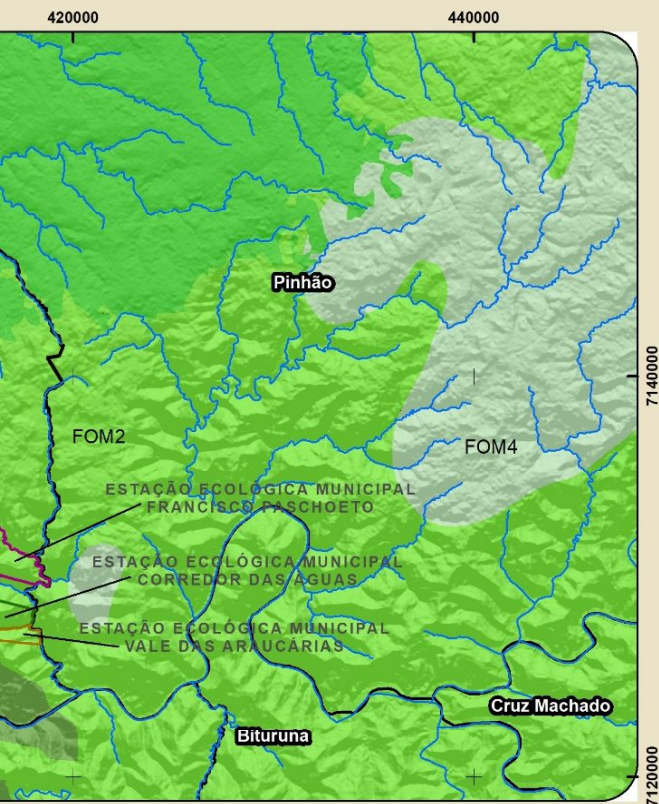 420000
440000
Pinhão
7140000
FOM2
FOM4
ESTAÇÃO ECOLÓGICA MUNICIPAL
FRANCISCO PASCHOETO
ESTAÇÃO ECOLÓGICA MUNICIPAL
CORREDOR DAS ÁGUAS
ESTAÇÃO ECOLÓGICA MUNICIPAL
VALE DAS ARAUCÁRIAS
Cruz Machado
Bituruna
7120000